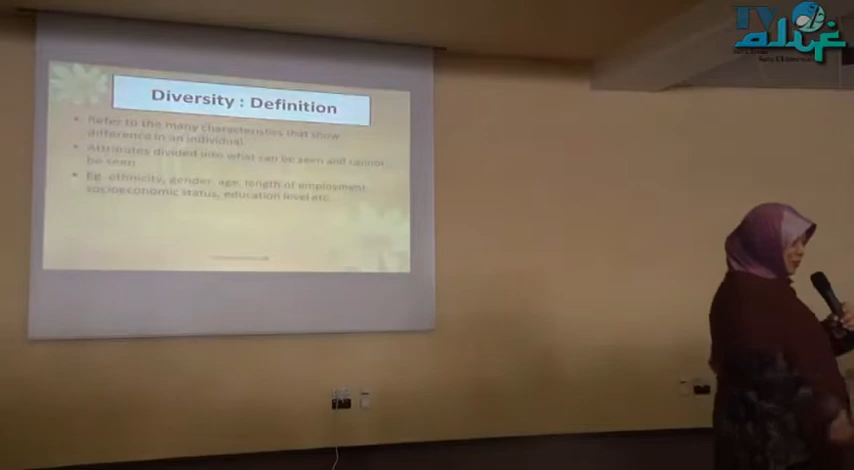 TV
Diversity : Definition
• Refer to the many characteristics that show
difference in an individual.
• Attributes divided into what can be seen and cannot
be seen
• Eg. ethnicity, gender, age, length of employment
socioeconomic status, education level etc.